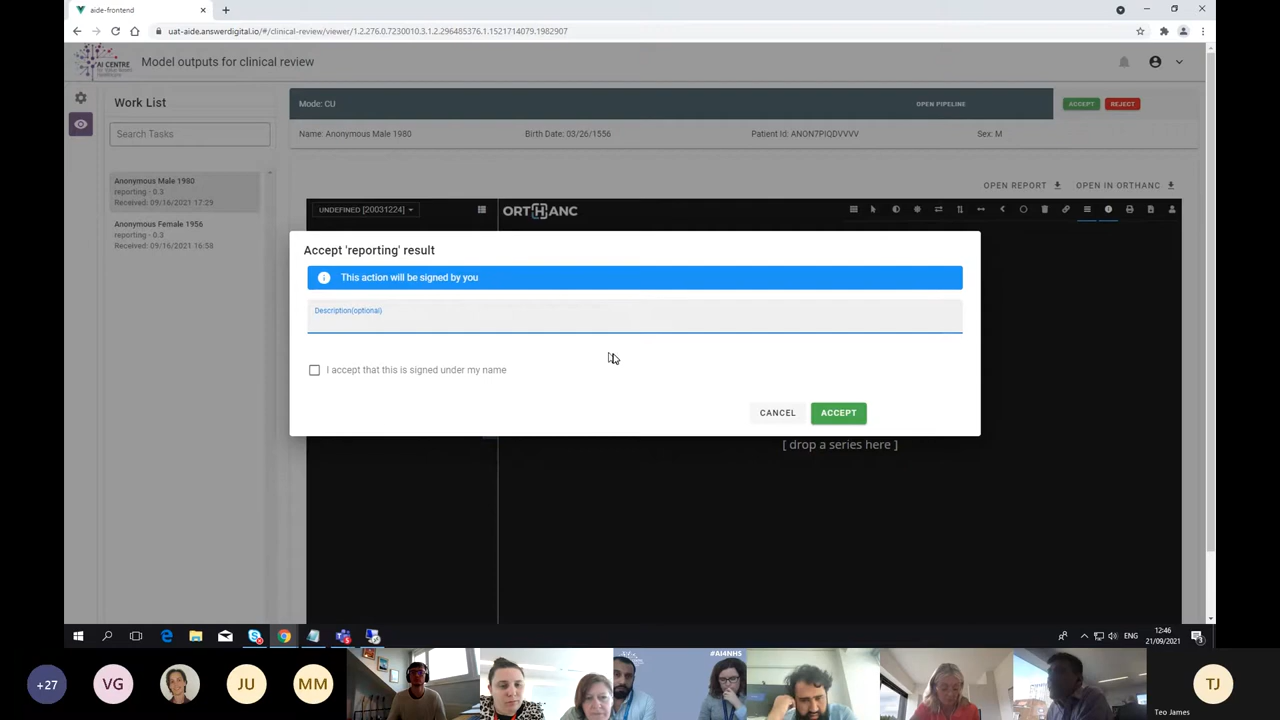 aide-frontend
uat-aide.answerdigital.io/#/clinical-review/viewer/1.2.276.0.7230010.3.1.2.296485376.1.1521714079.1982907
AI CENTRE
Model outputs for clinical review
Work List
Search Tasks
Anonymous Male 1980
reporting - 0.3
Received: 09/16/2021 17:29
Anonymous Female 1956
reporting - 0.3
Received: 09/16/2021 16:58
Mode: CU
OPEN PIPELINE
ACCEPT
REJECT
Name: Anonymous Male 1980
Birth Date: 03/26/1556
Patient Id: ANON7PIQDVVVV
Sex: M
OPEN REPORT
OPEN IN ORTHANC
UNDEFINED [20031224]
ORTHANC
Accept 'reporting' result
This action will be signed by you
Description(optional)
I accept that this is signed under my name
CANCEL
ACCEPT
[ drop a series here ]
ENG
12:46
21/09/2021
+27
VG
JU
MM
#AI4NHS
TJ
Teo James